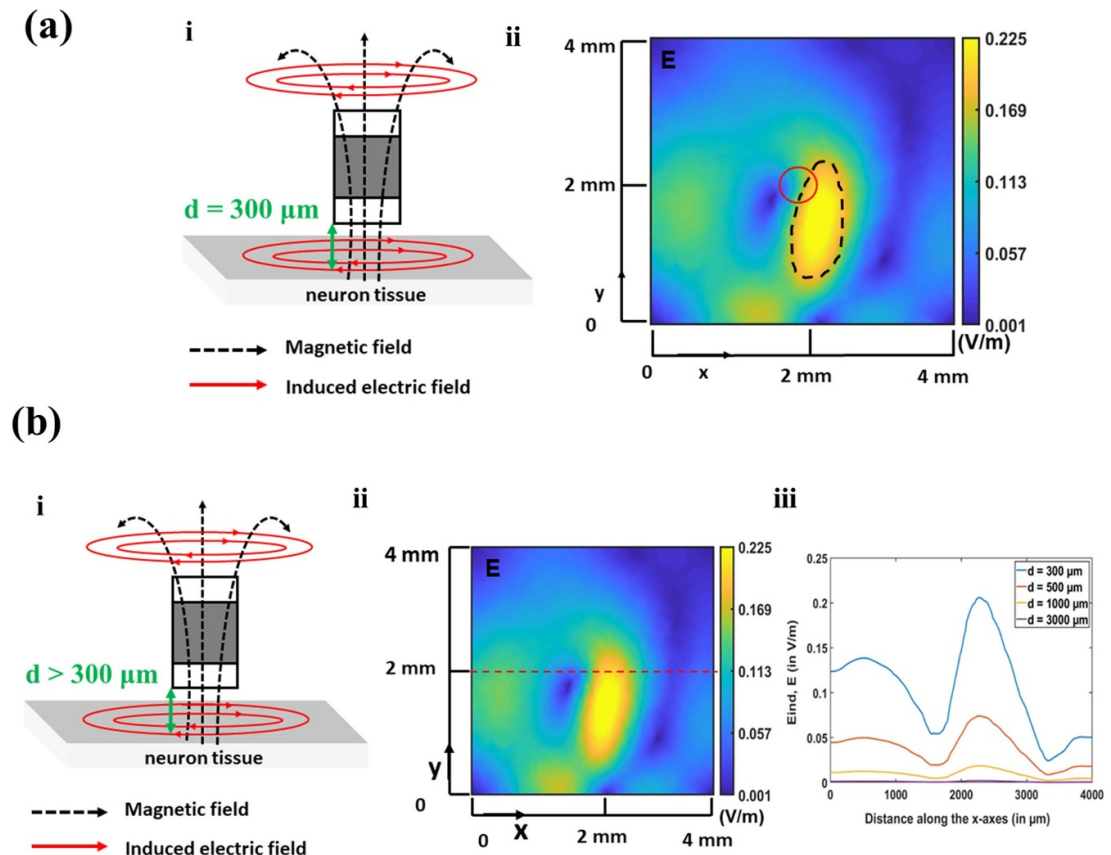 (a)
i
d = 300 µm
neuron tissue
Magnetic field
Induced electric field
ii
4 mm
E
2 mm
y
0
0
x
2 mm
4 mm
0.225
0.169
0.113
0.057
0.001
(V/m)
(b)
i
d > 300 µm
neuron tissue
Magnetic field
Induced electric field
ii
4 mm
E
2 mm
y
0
0
x
2 mm
4 mm
0.225
0.169
0.113
0.057
0.001
(V/m)
iii
Eind, E (in V/m)
0.25
0.2
0.15
0.1
0.05
0
0
1000
2000
3000
4000
Distance along the x-axes (in µm)
d = 300 µm
d = 500 µm
d = 1000 µm
d = 3000 µm